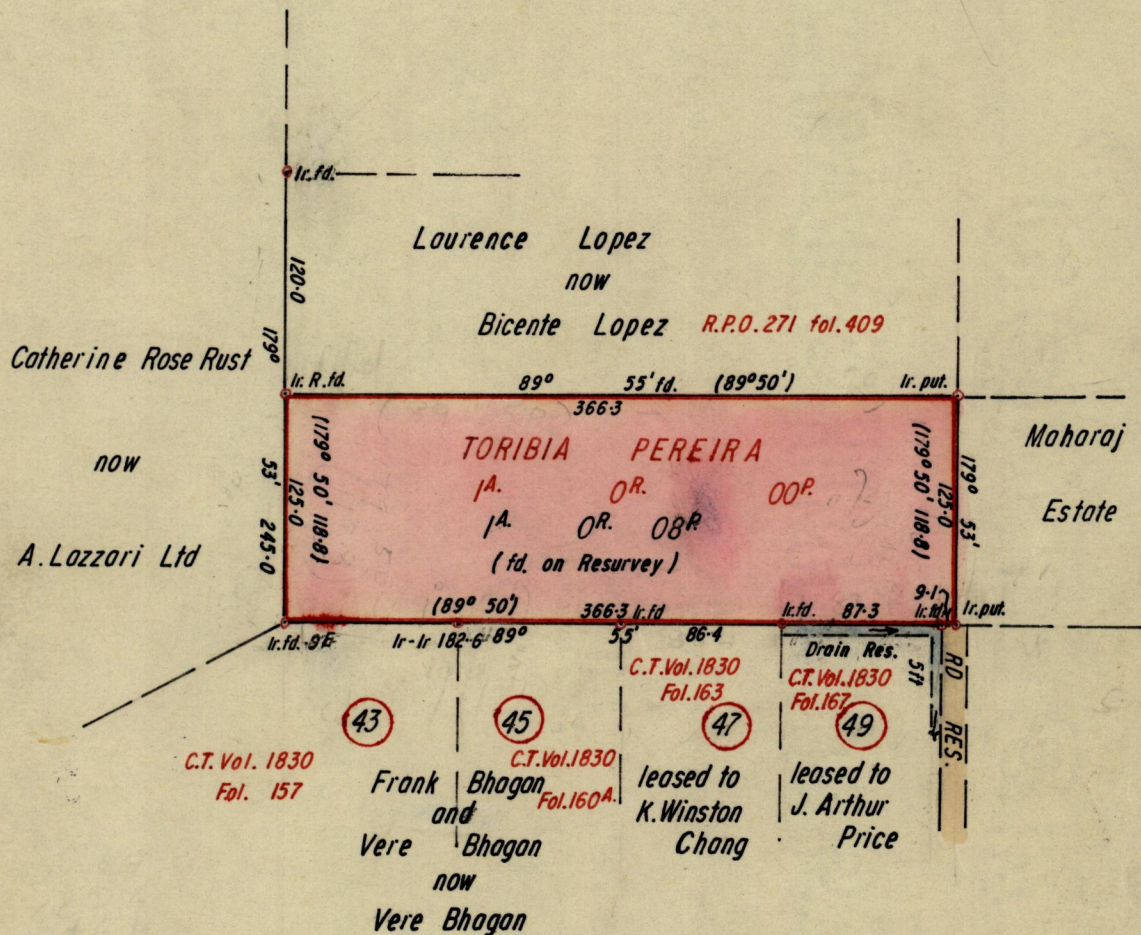 Ir.fd.
120·0
179°
Laurence Lopez
now
Bicente Lopez R.P.O. 271 fol. 409
Catherine Rose Rust
now
A. Lazzari Ltd
Ir. R. fd. 89° 55' fd. (89°50') Ir. put.
366·3
TORIBIA PEREIRA
1A. 0R. 00P.
1A. 0R. 08P.
(fd. on Resurvey)
53'
245·0
125·0
(179° 50' 118·8)
(179° 50' 118·8)
125·0
179°
53'
Maharaj
Estate
(89° 50') 366·3 Ir.fd Ir.fd. 87·3 Ir.fd. Ir.put.
9·1
Ir.fd. ·9'E Ir-Ir 182·6 89° 55' 86·4
Drain Res.
5ft
RD RES.
C.T. Vol. 1830
Fol. 157
43
45
C.T. Vol. 1830
Fol. 160A.
C.T. Vol. 1830
Fol. 163
47
C.T. Vol. 1830
Fol. 167
49
Frank Bhagan
and
Vere Bhagan
now
Vere Bhagan
leased to
K. Winston
Chang
leased to
J. Arthur
Price